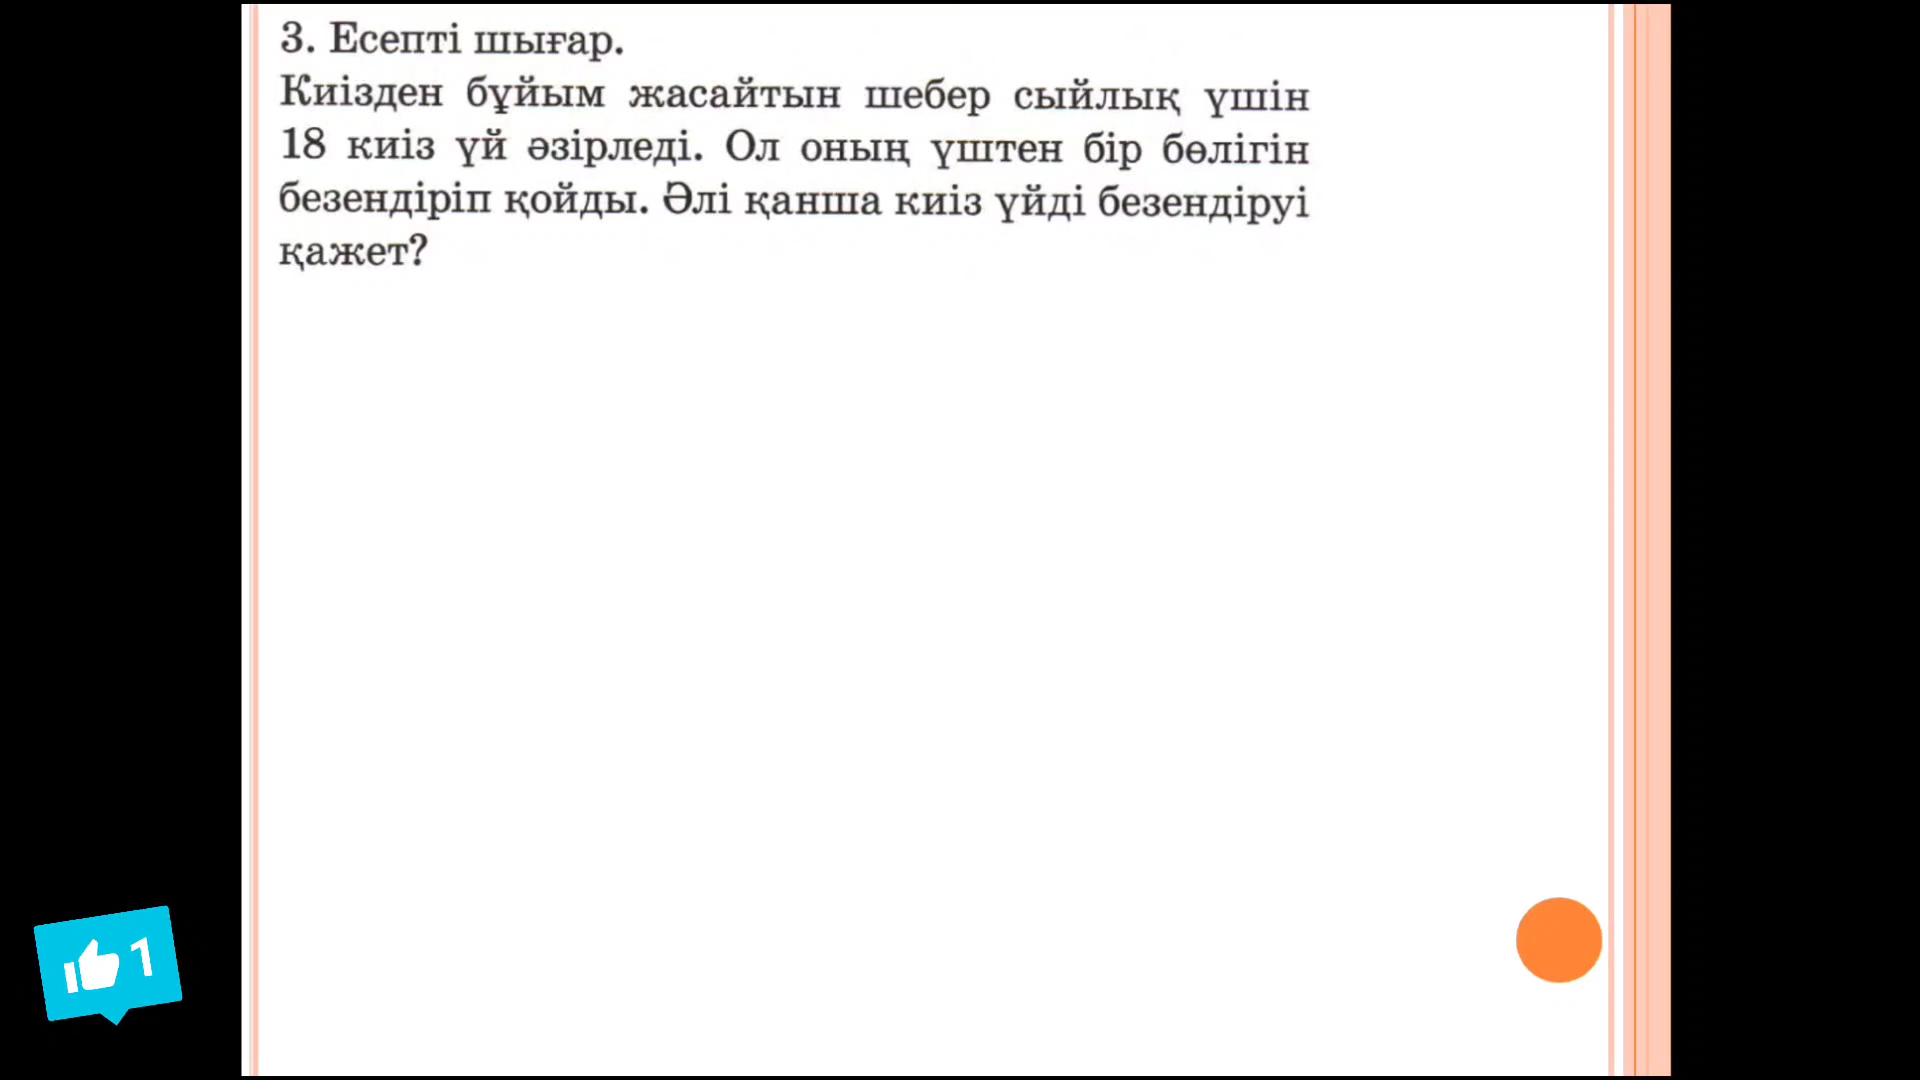 3. Есепті шығар.
Киізден бұйым жасайтын шебер сыйлық үшін
18 киіз үй әзірледі. Ол оның үштен бір бөлігін
безендіріп қойды. Әлі қанша киіз үйді безендіруі
қажет?
1